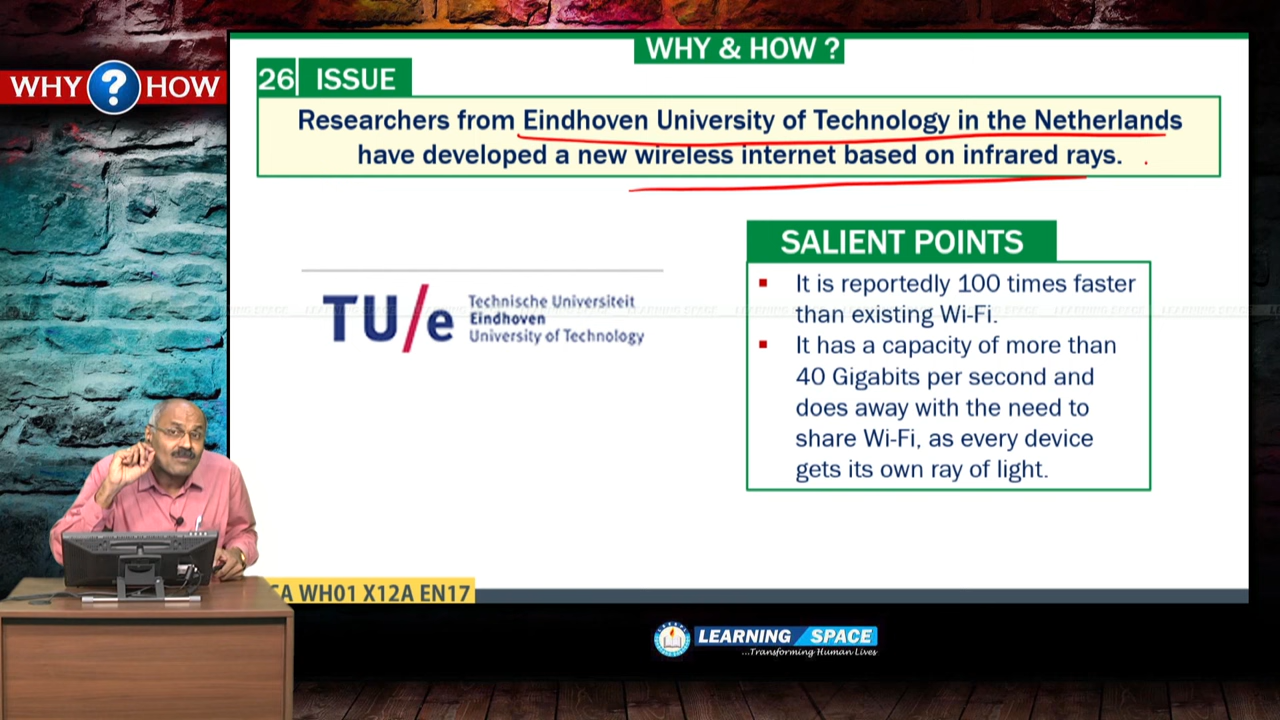 WHY & HOW ?
WHY ? HOW
26 ISSUE
Researchers from Eindhoven University of Technology in the Netherlands
have developed a new wireless internet based on infrared rays.
SALIENT POINTS
It is reportedly 100 times faster
than existing Wi-Fi.
It has a capacity of more than
40 Gigabits per second and
does away with the need to
share Wi-Fi, as every device
gets its own ray of light.
TU/e
Technische Universiteit
Eindhoven
University of Technology
CA WH01 X12A EN17
LEARNING SPACE
...Transforming Human Lives